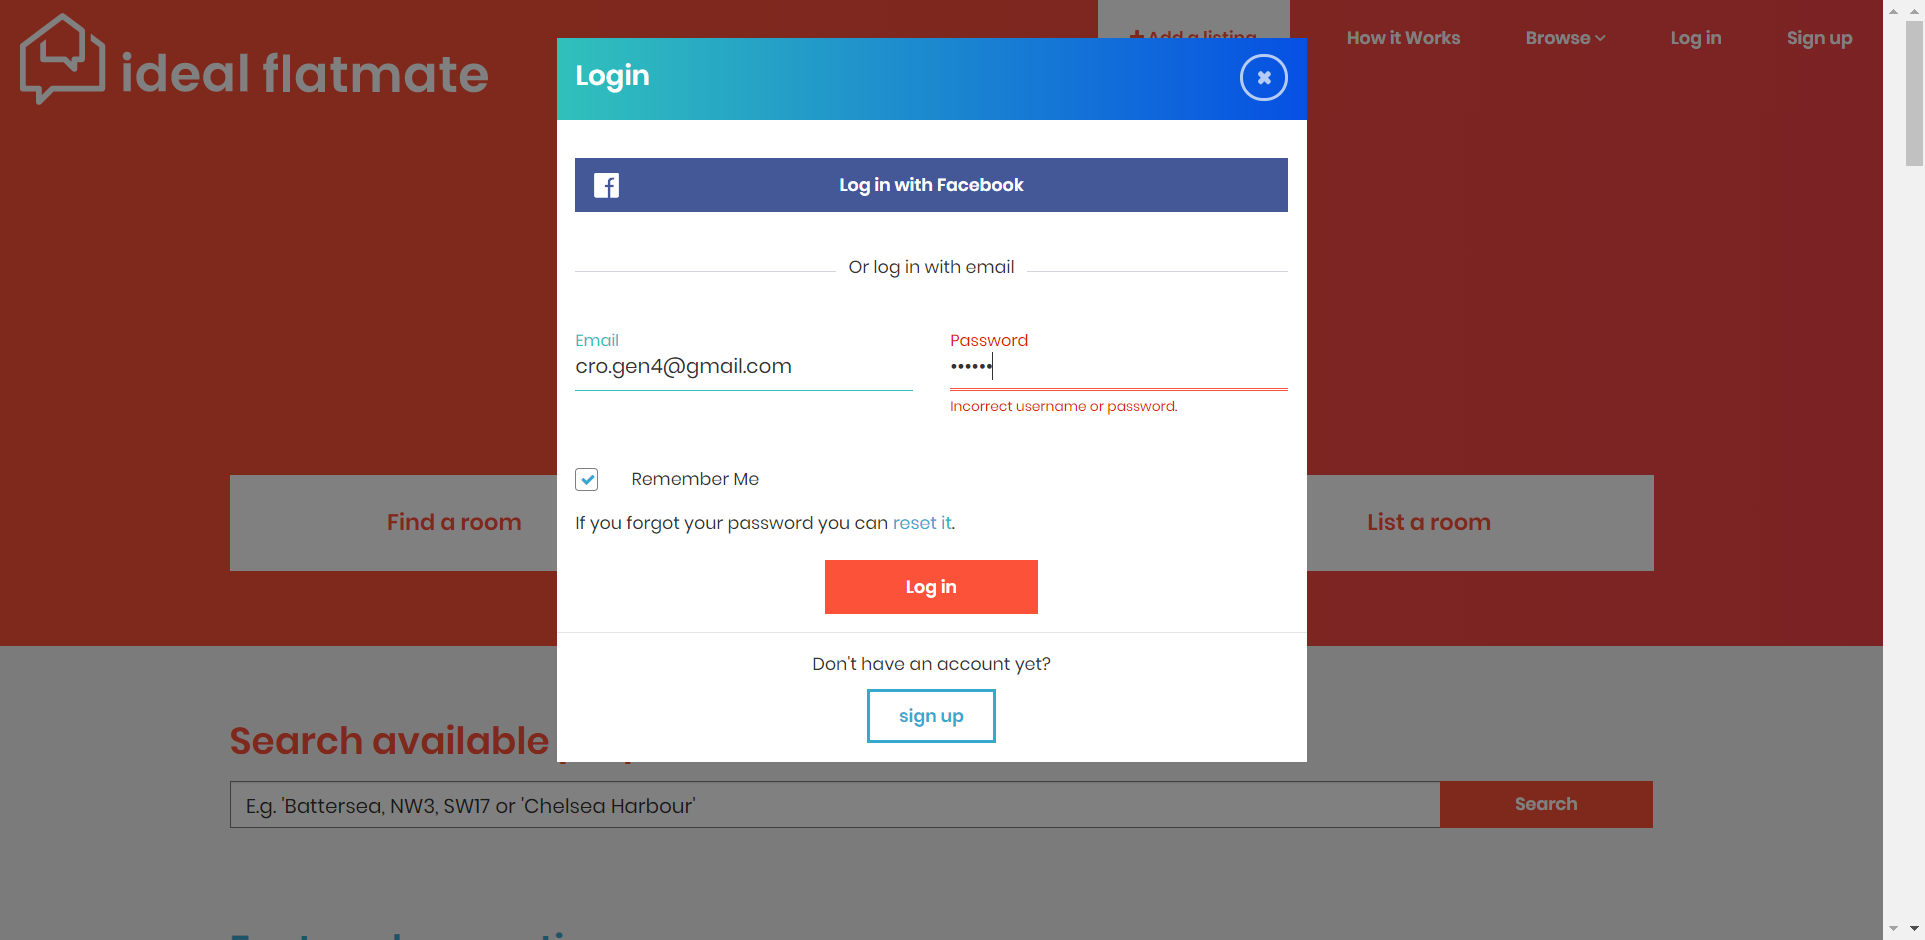 ideal flatmate
Add a listing
How it Works
Browse
Log in
Sign up
Login
Log in with Facebook
Or log in with email
Email
cro.gen4@gmail.com
Password
••••••
Incorrect username or password.
Remember Me
If you forgot your password you can reset it.
Log in
Don't have an account yet?
sign up
Find a room
List a room
Search available
E.g. 'Battersea, NW3, SW17 or 'Chelsea Harbour'
Search